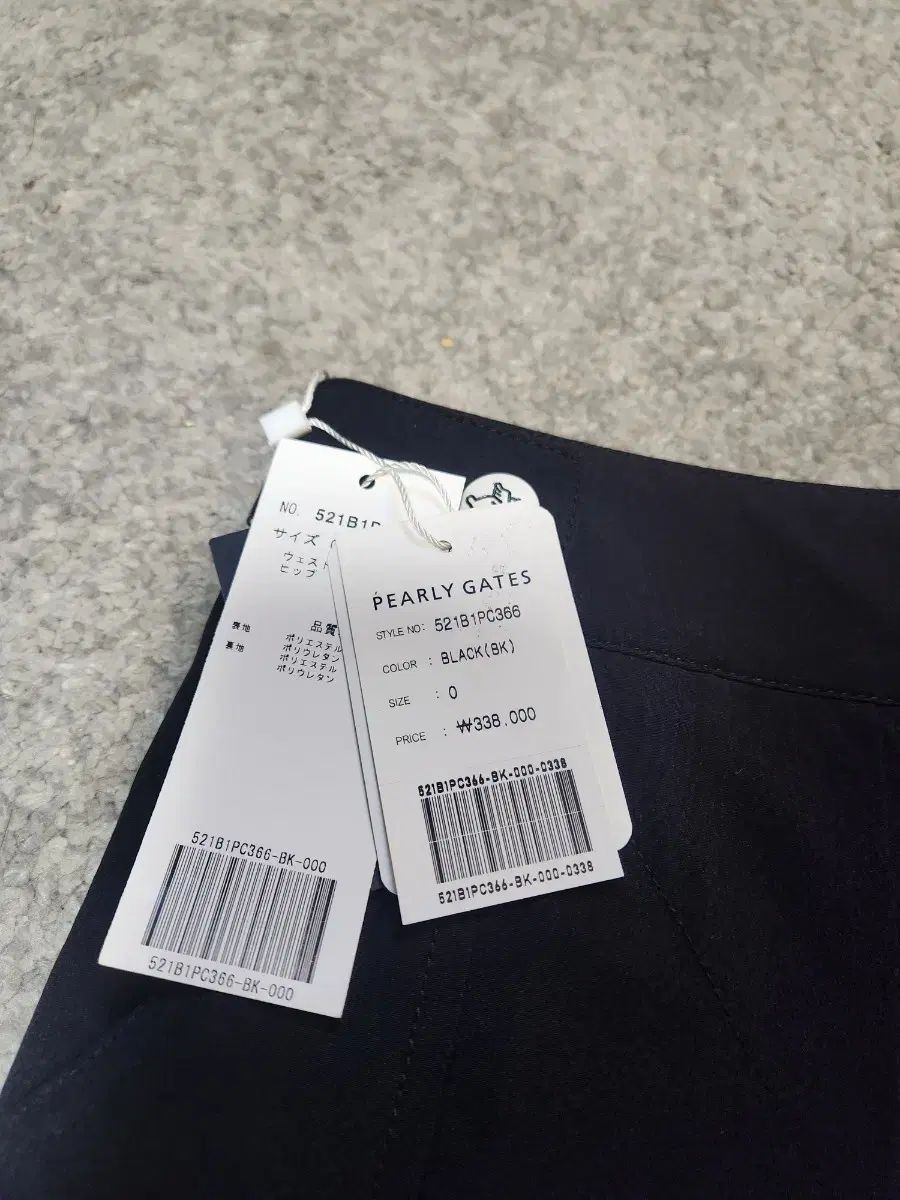 NO. 521B1P
サイズ
ウェスト
ヒップ
品質
表地 ポリエステル
ポリウレタン
裏地 ポリエステル
ポリウレタン
521B1PC366-BK-000
521B1PC366-BK-000
PEARLY GATES
STYLE NO: 521B1PC366
COLOR : BLACK(BK)
SIZE : 0
PRICE : ₩338,000
521B1PC366-BK-000-0338
521B1PC366-BK-000-0338